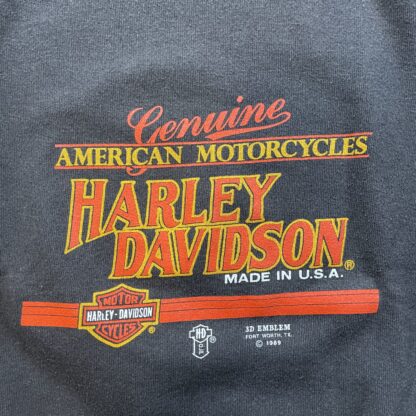 Genuine
AMERICAN MOTORCYCLES
HARLEY
DAVIDSON®
MADE IN U.S.A.
MOTOR
HARLEY-DAVIDSON
CYCLES ®
H-D
®
3D EMBLEM
FORT WORTH, TX.
© 1989